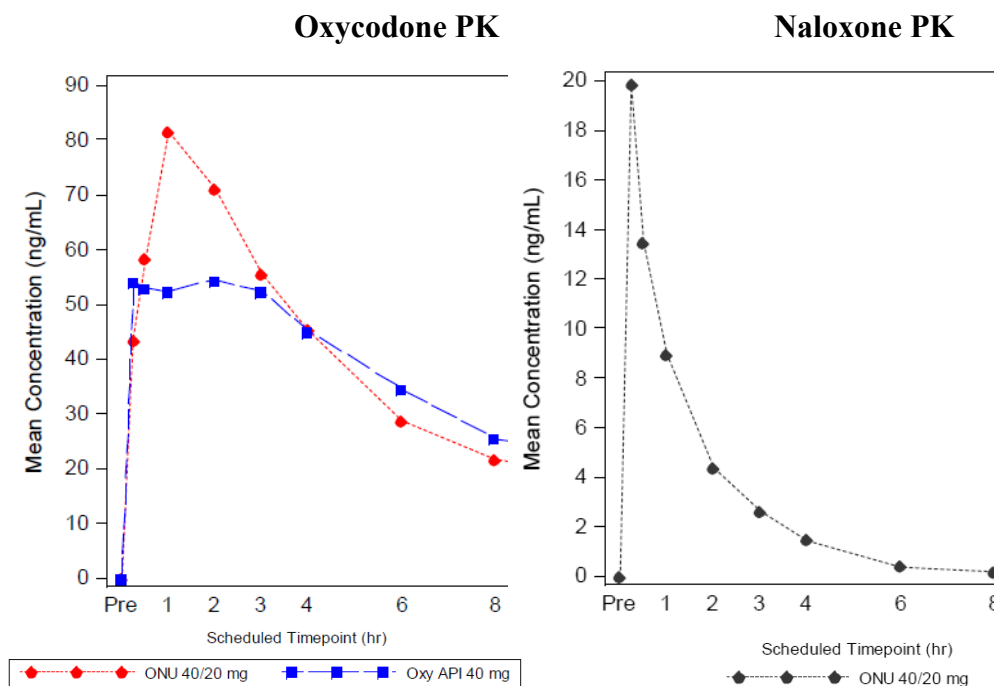 Oxycodone PK
Mean Concentration (ng/mL)
90
80
70
60
50
40
30
20
10
0
Pre 1 2 3 4 6 8
Scheduled Timepoint (hr)
ONU 40/20 mg Oxy API 40 mg
Naloxone PK
Mean Concentration (ng/mL)
20
18
16
14
12
10
8
6
4
2
0
Pre 1 2 3 4 6 8
Scheduled Timepoint (hr)
ONU 40/20 mg